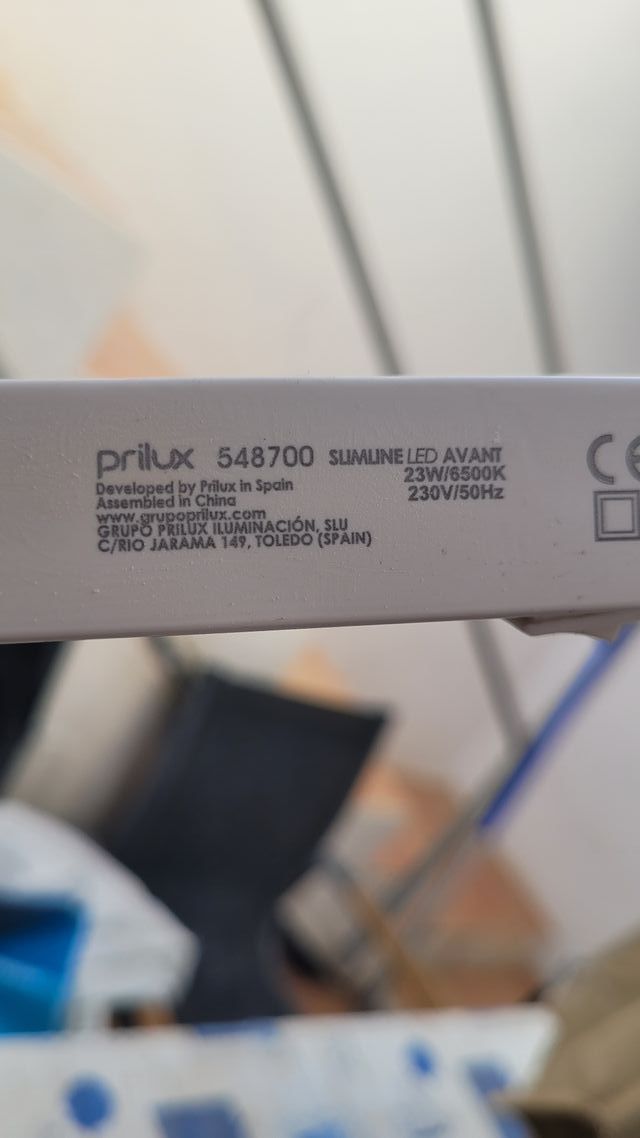 prilux 548700 SLIMLINE LED AVANT
23W/6500K
230V/50Hz
Developed by Prilux in Spain
Assembled in China
www.grupoprilux.com
GRUPO PRILUX ILUMINACIÓN, SLU
C/RIO JARAMA 149, TOLEDO (SPAIN)
CE